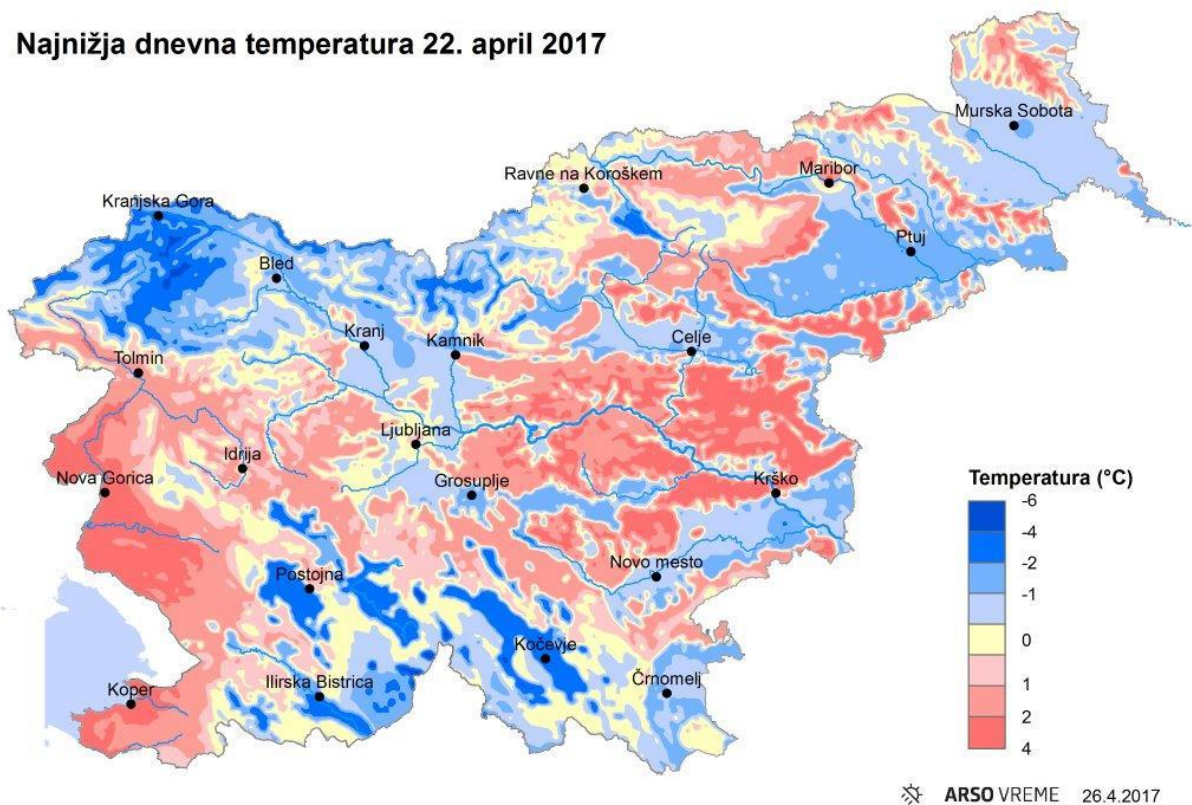 Najnižja dnevna temperatura 22. april 2017
Murska Sobota
Ravne na Koroškem
Maribor
Kranjska Gora
Ptuj
Bled
Kranj
Kamnik
Celje
Tolmin
Ljubljana
Idrija
Nova Gorica
Grosuplje
Krško
Novo mesto
Postojna
Kočevje
Črnomelj
Koper
Ilirska Bistrica
Temperatura (°C)
-6
-4
-2
-1
0
1
2
4
ARSO VREME 26.4.2017